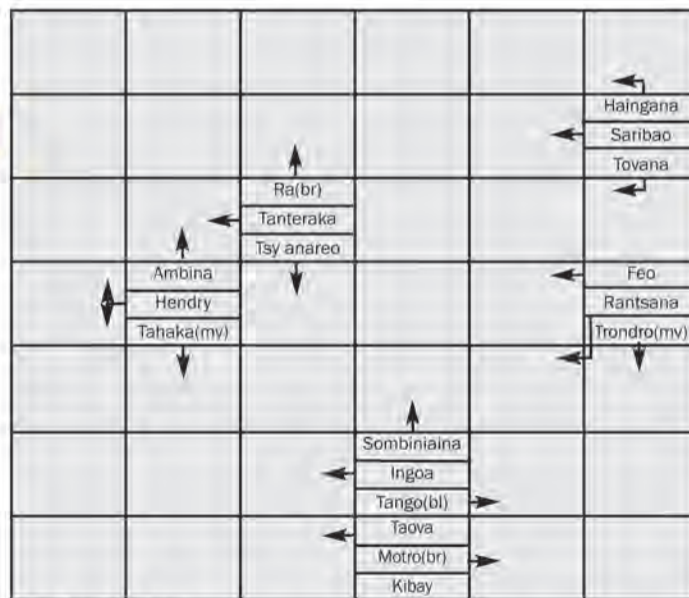 Haingana
Saribao
Tovana
Ra(br)
Tanteraka
Tsy anareo
Ambina
Hendry
Tahaka(mv)
Feo
Rantsana
Trondro(mv)
Sombiniaina
Ingoa
Tango(bl)
Taova
Motro(br)
Kibay